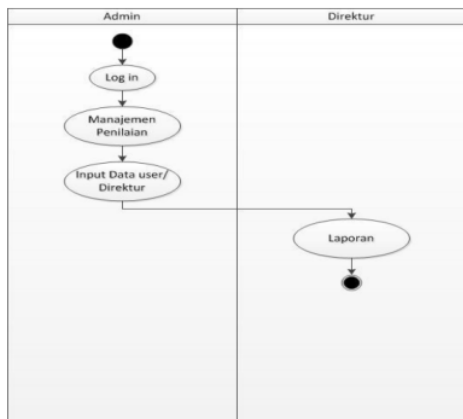 Admin
Direktur
Log in
Manajemen
Penilaian
Input Data user/
Direktur
Laporan